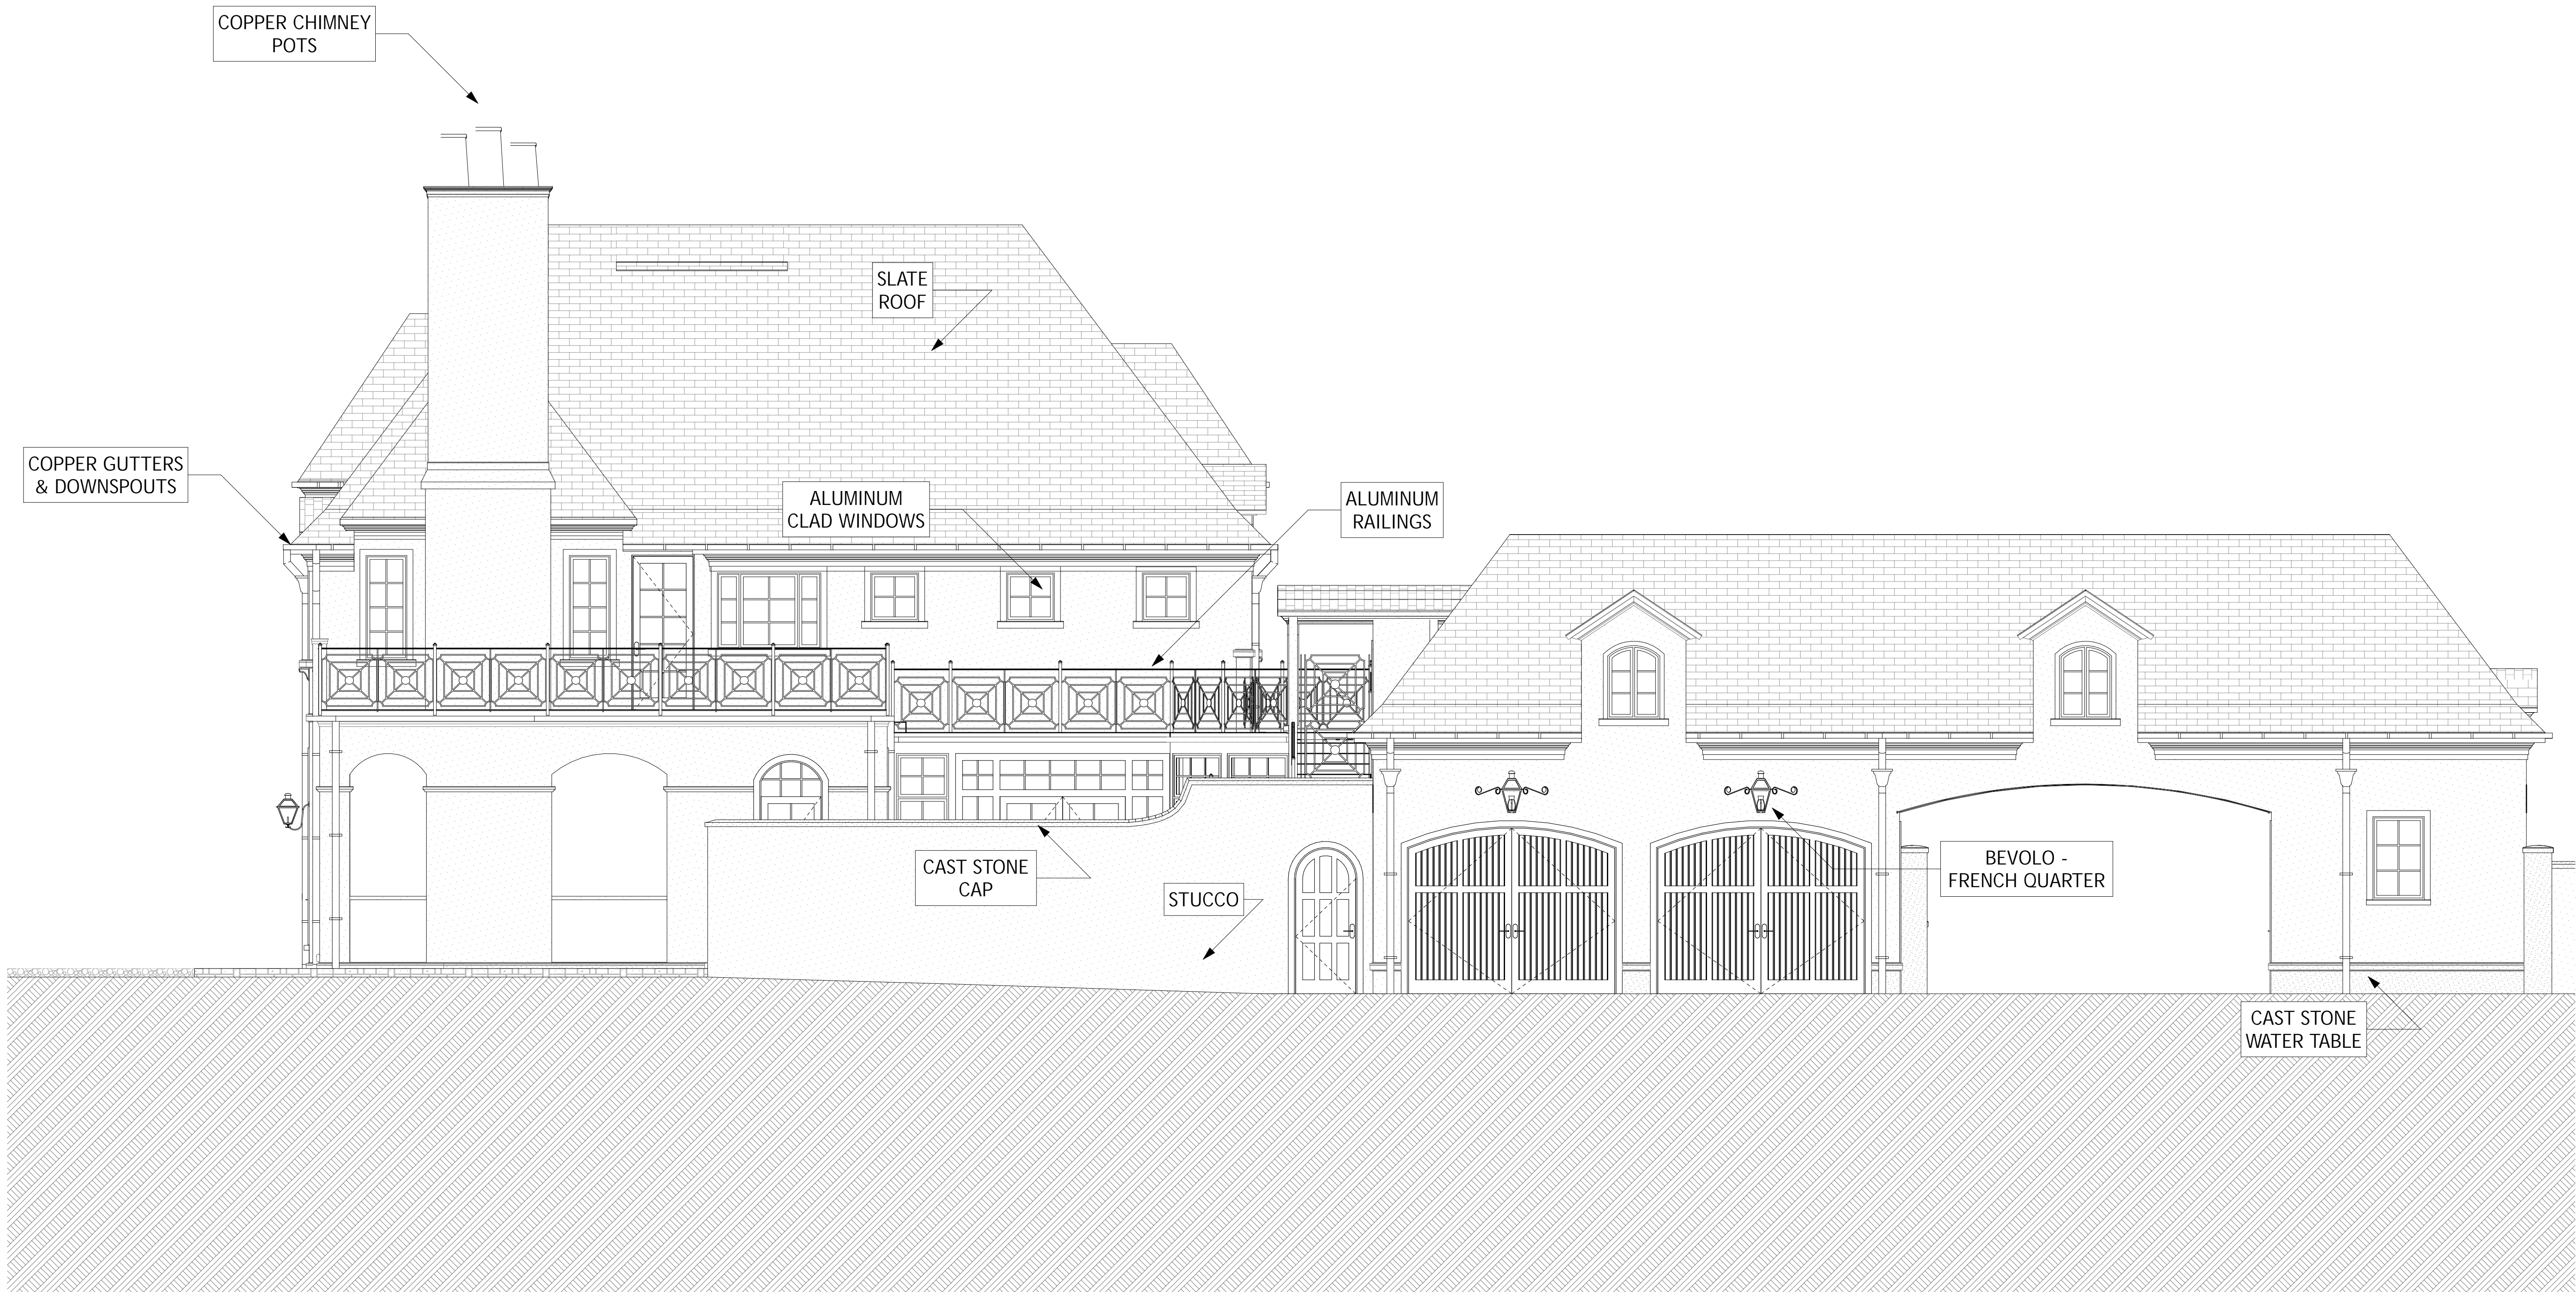 COPPER CHIMNEY
POTS
SLATE
ROOF
COPPER GUTTERS
& DOWNSPOUTS
ALUMINUM
CLAD WINDOWS
ALUMINUM
RAILINGS
CAST STONE
CAP
STUCCO
BEVOLO -
FRENCH QUARTER
CAST STONE
WATER TABLE